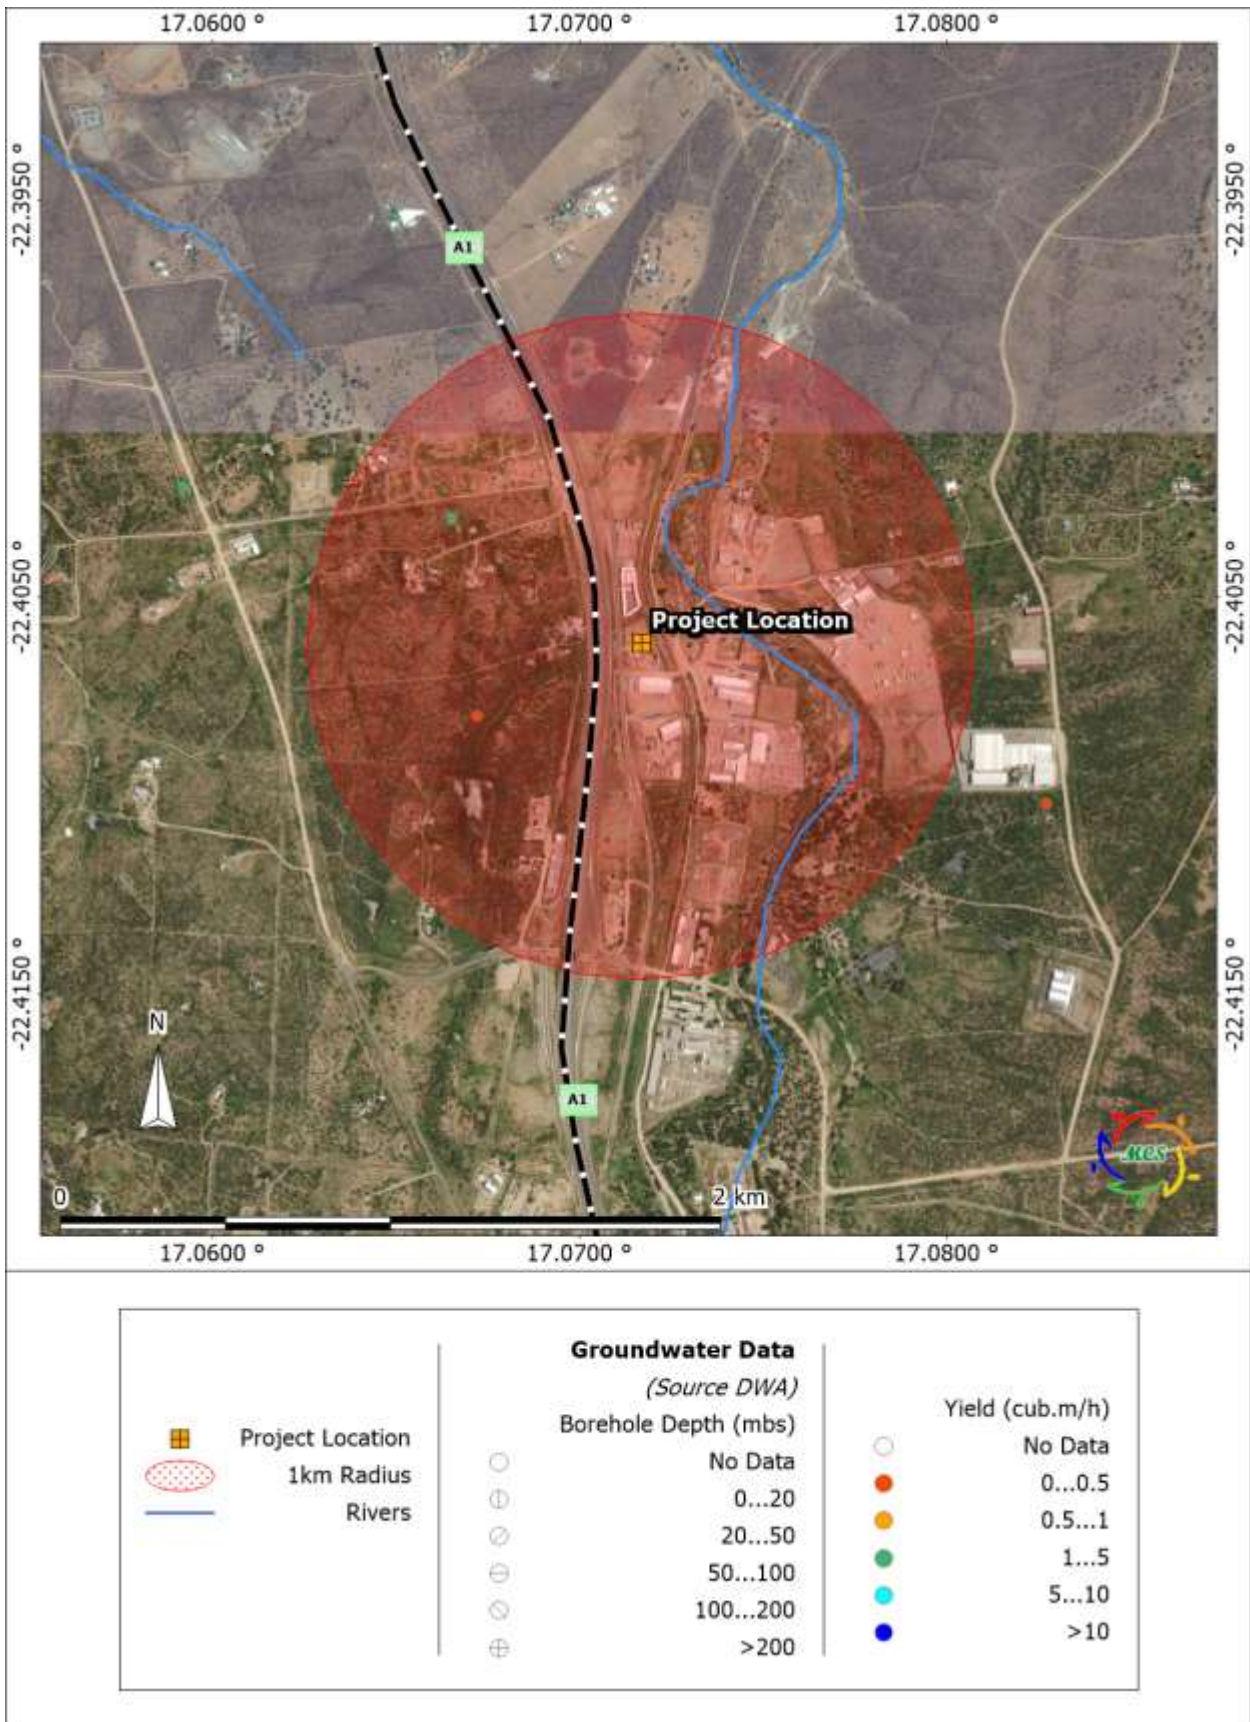 17.0600 °
17.0700 °
17.0800 °
-22.3950 °
-22.3950 °
A1
-22.4050 °
-22.4050 °
Project Location
-22.4150 °
-22.4150 °
N
A1
MCS
0
2 km
17.0600 °
17.0700 °
17.0800 °
Project Location
1km Radius
Rivers
Groundwater Data
(Source DWA)
Borehole Depth (mbs)
No Data
0...20
20...50
50...100
100...200
>200
Yield (cub.m/h)
No Data
0...0.5
0.5...1
1...5
5...10
>10